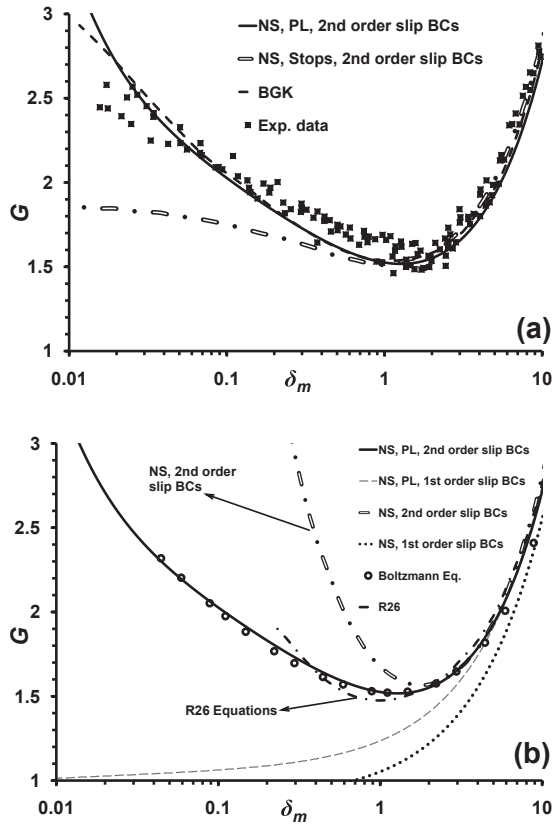 3
2.5
2
1.5
1
G
0.01
0.1
1
10
δm
NS, PL, 2nd order slip BCs
NS, Stops, 2nd order slip BCs
BGK
Exp. data
(a)
3
2.5
2
1.5
1
G
0.01
0.1
1
10
δm
NS, 2nd order
slip BCs
NS, PL, 2nd order slip BCs
NS, PL, 1st order slip BCs
NS, 2nd order slip BCs
NS, 1st order slip BCs
Boltzmann Eq.
R26
R26 Equations
(b)